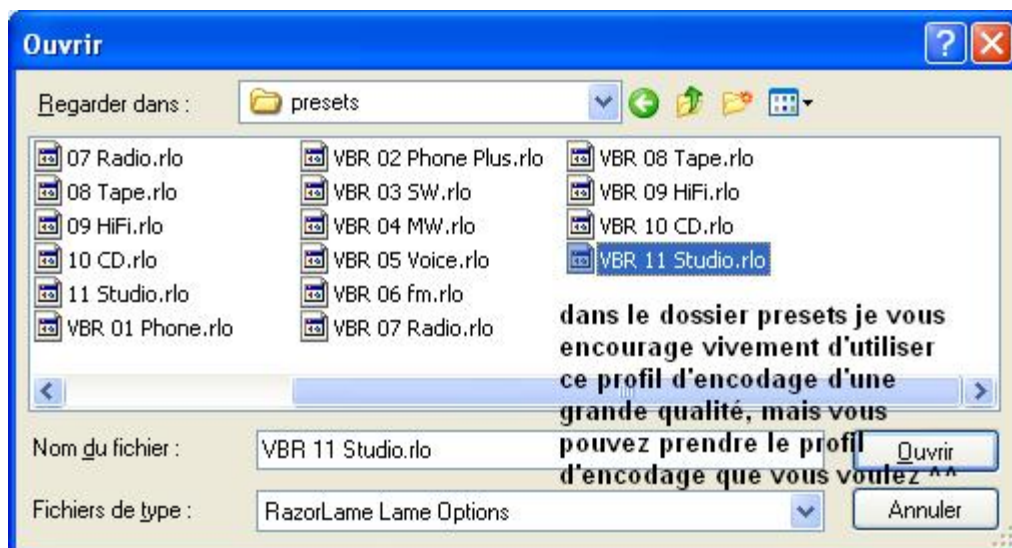 Ouvrir
Regarder dans :
presets
07 Radio.rlo
08 Tape.rlo
09 HiFi.rlo
10 CD.rlo
11 Studio.rlo
VBR 01 Phone.rlo
VBR 02 Phone Plus.rlo
VBR 03 SW.rlo
VBR 04 MW.rlo
VBR 05 Voice.rlo
VBR 06 fm.rlo
VBR 07 Radio.rlo
VBR 08 Tape.rlo
VBR 09 HiFi.rlo
VBR 10 CD.rlo
VBR 11 Studio.rlo
dans le dossier presets je vous
encourage vivement d'utiliser
ce profil d'encodage d'une
grande qualité, mais vous
pouvez prendre le profil
d'encodage que vous voulez ^^
Nom du fichier :
VBR 11 Studio.rlo
Ouvrir
Fichiers de type :
RazorLame Lame Options
Annuler